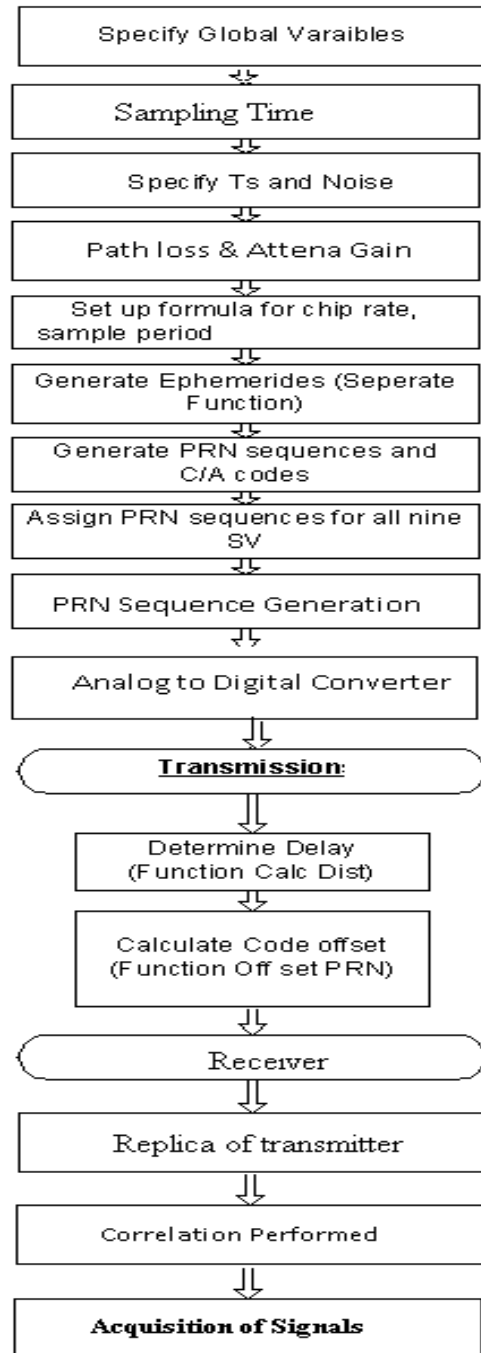 Specify Global Varaibles
Sampling Time
Specify Ts and Noise
Path loss & Attena Gain
Set up formula for chip rate,
sample period
Generate Ephemerides (Seperate
Function)
Generate PRN sequences and
C/A codes
Assign PRN sequences for all nine
SV
PRN Sequence Generation
Analog to Digital Converter
Transmission:
Determine Delay
(Function Calc Dist)
Calculate Code offset
(Function Off set PRN)
Receiver
Replica of transmitter
Correlation Performed
Acquisition of Signals